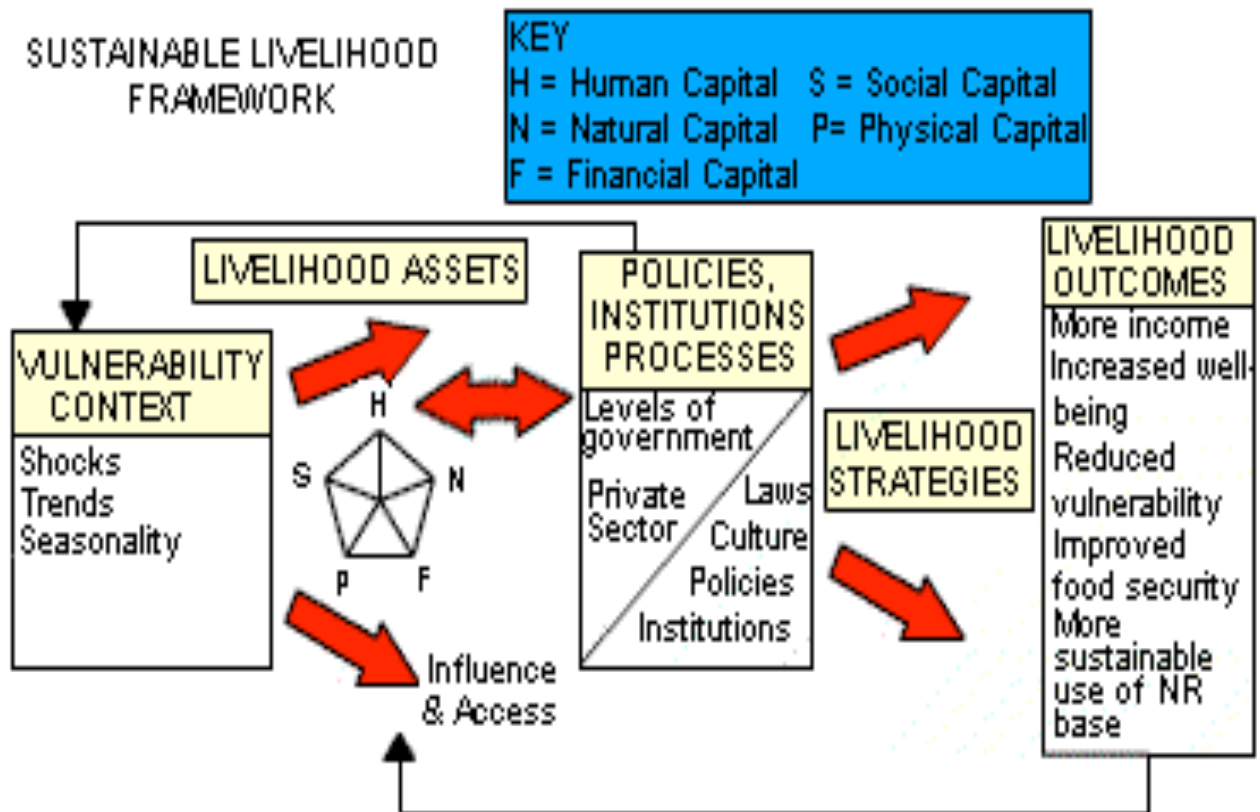 SUSTAINABLE LIVELIHOOD
FRAMEWORK
KEY
H = Human Capital S = Social Capital
N = Natural Capital P= Physical Capital
F = Financial Capital
LIVELIHOOD ASSETS
VULNERABILITY
CONTEXT
Shocks
Trends
Seasonality
H
S
N
P
F
Influence
& Access
POLICIES,
INSTITUTIONS
PROCESSES
Levels of
government
Private
Sector
Laws
Culture
Policies
Institutions
LIVELIHOOD
STRATEGIES
LIVELIHOOD
OUTCOMES
More income
Increased well-
being
Reduced
vulnerability
Improved
food security
More
sustainable
use of NR
base